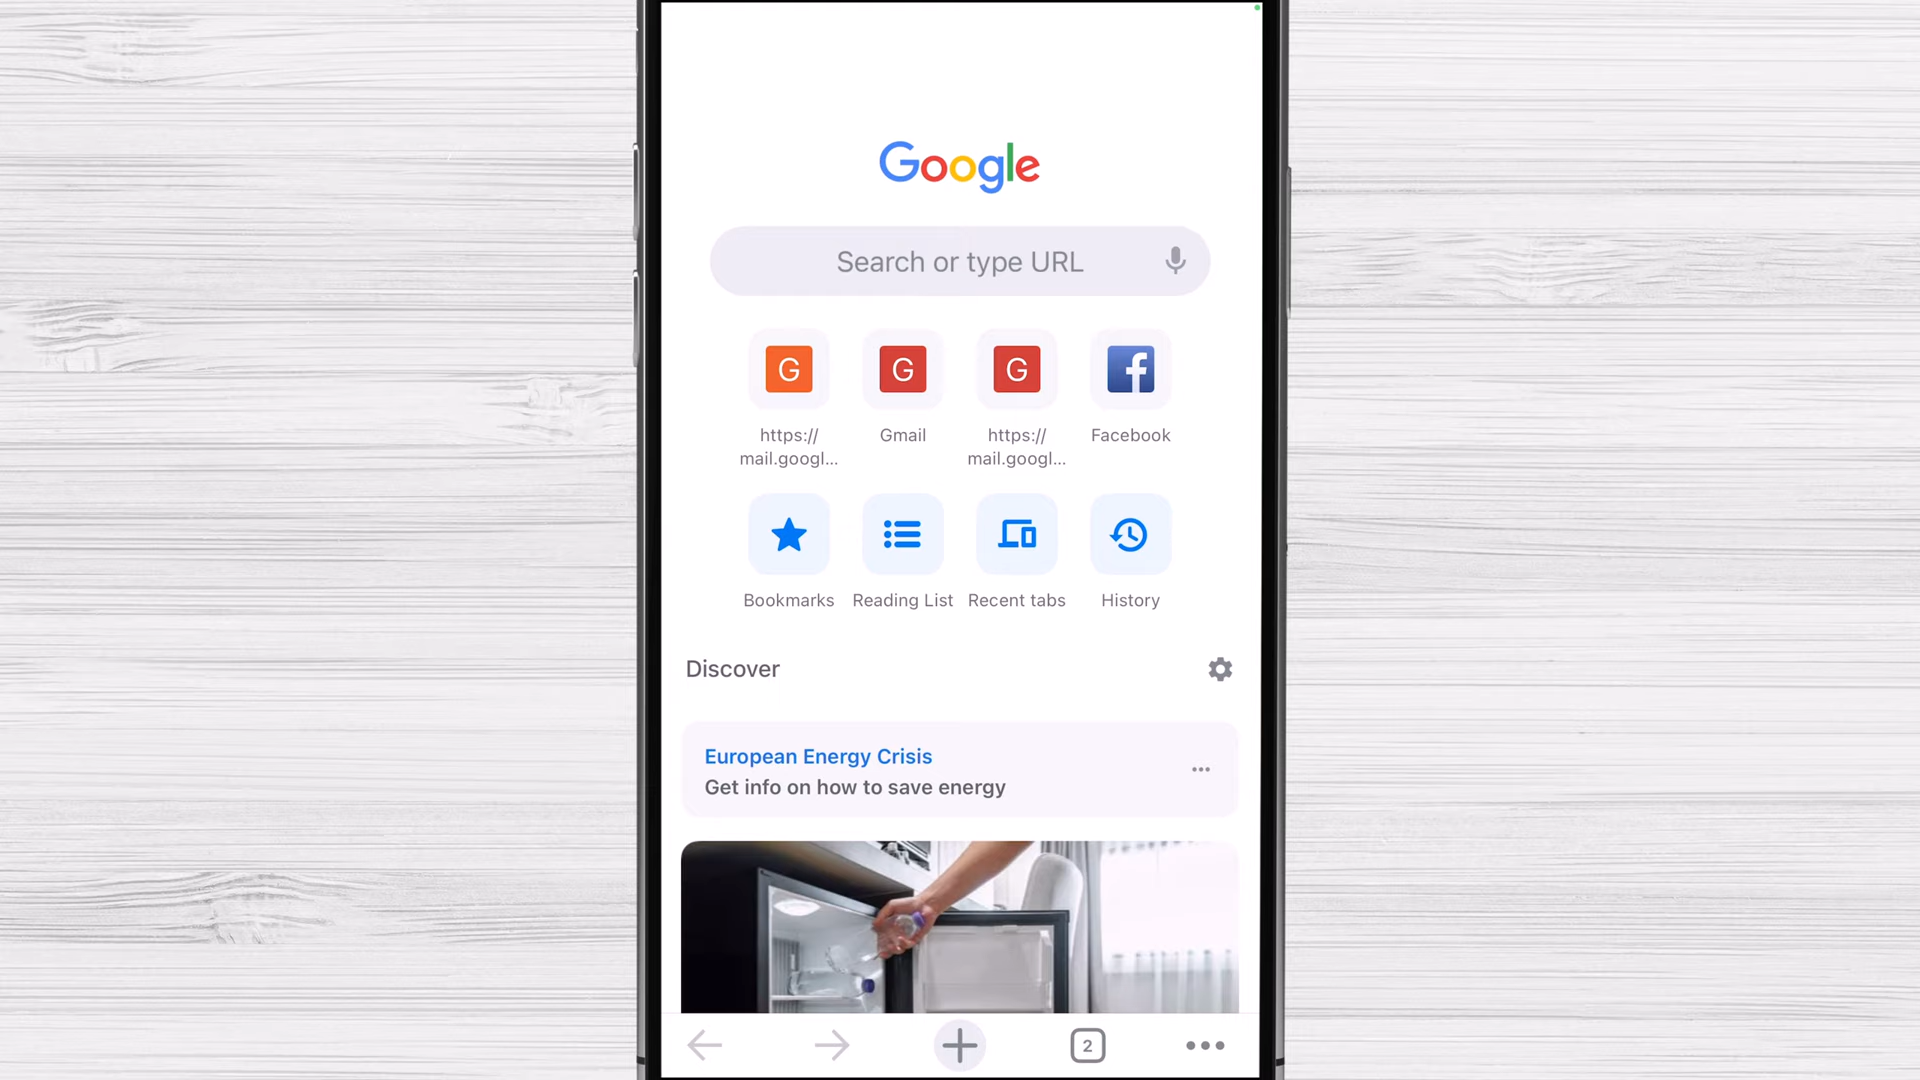 Google
Search or type URL
G
G
G
f
https://
mail.googl...
Gmail
https://
mail.googl...
Facebook
Bookmarks
Reading List
Recent tabs
History
Discover
European Energy Crisis
Get info on how to save energy
2